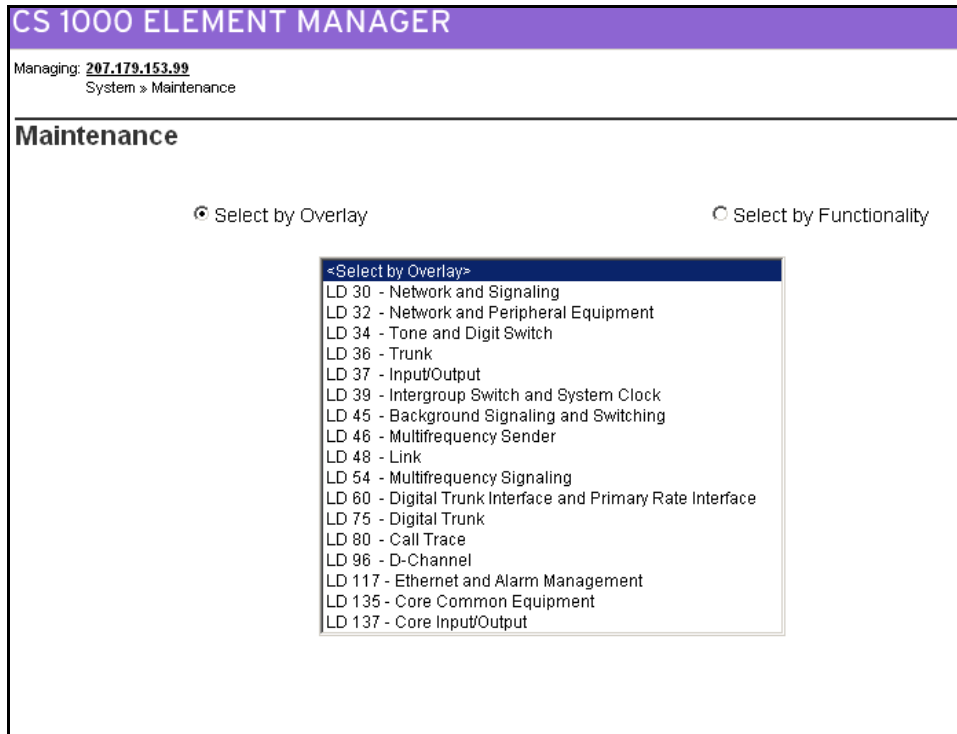 CS 1000 ELEMENT MANAGER
Managing: 207.179.153.99
System » Maintenance
Maintenance
Select by Overlay
Select by Functionality
<Select by Overlay>
LD 30 - Network and Signaling
LD 32 - Network and Peripheral Equipment
LD 34 - Tone and Digit Switch
LD 36 - Trunk
LD 37 - Input/Output
LD 39 - Intergroup Switch and System Clock
LD 45 - Background Signaling and Switching
LD 46 - Multifrequency Sender
LD 48 - Link
LD 54 - Multifrequency Signaling
LD 60 - Digital Trunk Interface and Primary Rate Interface
LD 75 - Digital Trunk
LD 80 - Call Trace
LD 96 - D-Channel
LD 117 - Ethernet and Alarm Management
LD 135 - Core Common Equipment
LD 137 - Core Input/Output